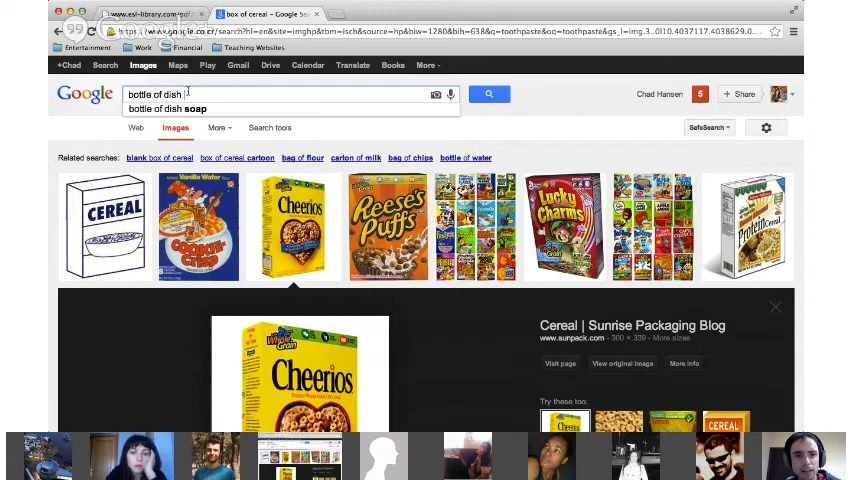 www.esl-library.com/pdf/
box of cereal - Google Sea
https://www.google.co.cr/search?hl=en&site=imghp&tbm=isch&source=hp&biw=1280&bih=638&q=toothpaste&oq=toothpaste&gs_l=img.3..0l10.4037117.4038629.0...
Entertainment Work Financial Teaching Websites
+Chad Search Images Maps Play Gmail Drive Calendar Translate Books More
Google
bottle of dish
Chad Hansen 5 + Share
bottle of dish soap
Web Images More Search tools
SafeSearch
Related searches: blank box of cereal box of cereal cartoon bag of flour carton of milk bag of chips bottle of water
CEREAL
Vanilla Wafer
COOKIE CRISP
Cheerios
REESE'S PUFFS
Lucky Charms
Protein Cereal
Whole Grain
Cheerios
Cereal | Sunrise Packaging Blog
www.sunpack.com - 300 × 339 - More sizes
Visit page View original image More info
Try these too:
CEREAL